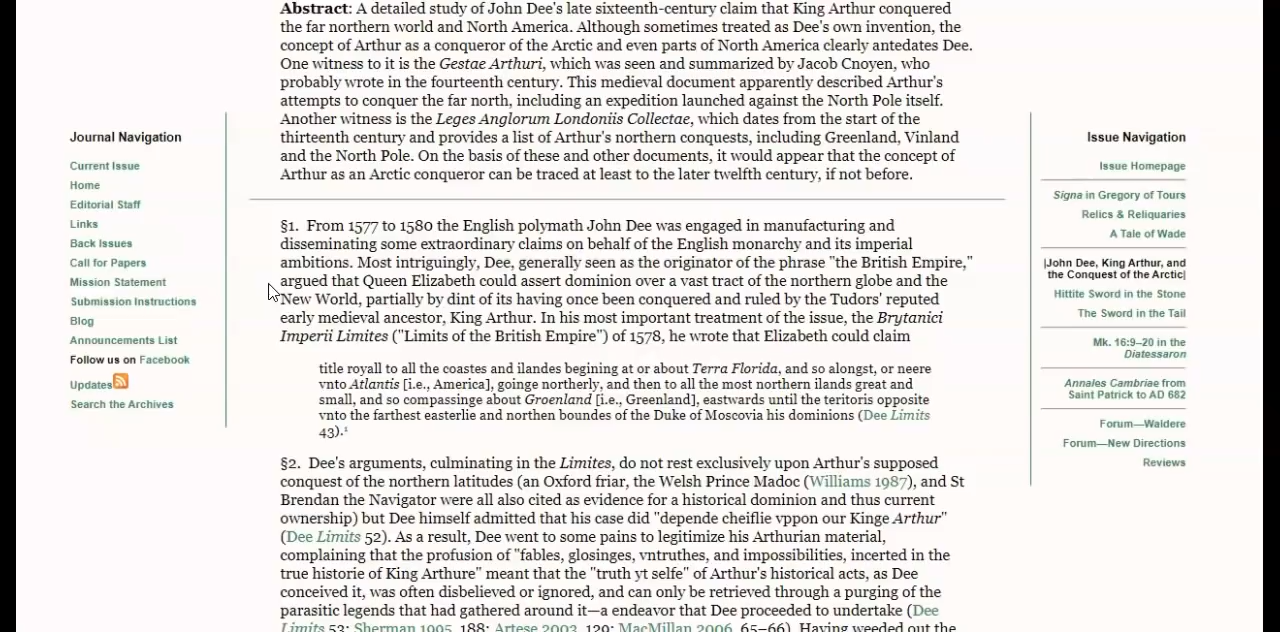 Abstract: A detailed study of John Dee's late sixteenth-century claim that King Arthur conquered
the far northern world and North America. Although sometimes treated as Dee's own invention, the
concept of Arthur as a conqueror of the Arctic and even parts of North America clearly antedates Dee.
One witness to it is the Gestae Arthuri, which was seen and summarized by Jacob Cnoyen, who
probably wrote in the fourteenth century. This medieval document apparently described Arthur's
attempts to conquer the far north, including an expedition launched against the North Pole itself.
Another witness is the Leges Anglorum Londoniis Collectae, which dates from the start of the
thirteenth century and provides a list of Arthur's northern conquests, including Greenland, Vinland
and the North Pole. On the basis of these and other documents, it would appear that the concept of
Arthur as an Arctic conqueror can be traced at least to the later twelfth century, if not before.
Journal Navigation
Current Issue
Home
Editorial Staff
Links
Back Issues
Call for Papers
Mission Statement
Submission Instructions
Blog
Announcements List
Follow us on Facebook
Updates
Search the Archives
§1. From 1577 to 1580 the English polymath John Dee was engaged in manufacturing and
disseminating some extraordinary claims on behalf of the English monarchy and its imperial
ambitions. Most intriguingly, Dee, generally seen as the originator of the phrase "the British Empire,"
argued that Queen Elizabeth could assert dominion over a vast tract of the northern globe and the
New World, partially by dint of its having once been conquered and ruled by the Tudors' reputed
early medieval ancestor, King Arthur. In his most important treatment of the issue, the Brytanici
Imperii Limites ("Limits of the British Empire") of 1578, he wrote that Elizabeth could claim
title royall to all the coastes and ilandes begining at or about Terra Florida, and so alongst, or neere
vnto Atlantis [i.e., America], goinge northerly, and then to all the most northern ilands great and
small, and so compassinge about Groenland [i.e., Greenland], eastwards until the teritoris opposite
vnto the farthest easterlie and northen boundes of the Duke of Moscovia his dominions (Dee Limits
43).¹
§2. Dee's arguments, culminating in the Limites, do not rest exclusively upon Arthur's supposed
conquest of the northern latitudes (an Oxford friar, the Welsh Prince Madoc (Williams 1987), and St
Brendan the Navigator were all also cited as evidence for a historical dominion and thus current
ownership) but Dee himself admitted that his case did "depende cheiflie vppon our Kinge Arthur"
(Dee Limits 52). As a result, Dee went to some pains to legitimize his Arthurian material,
complaining that the profusion of "fables, glosinges, vntruthes, and impossibilities, incerted in the
true historie of King Arthure" meant that the "truth yt selfe" of Arthur's historical acts, as Dee
conceived it, was often disbelieved or ignored, and can only be retrieved through a purging of the
parasitic legends that had gathered around it—a endeavor that Dee proceeded to undertake (Dee
Limits 53; Sherman 1995, 188; Artese 2003, 120; MacMillan 2006, 65–66). Having weeded out the
Issue Navigation
Issue Homepage
Signa in Gregory of Tours
Relics & Reliquaries
A Tale of Wade
|John Dee, King Arthur, and
the Conquest of the Arctic|
Hittite Sword in the Stone
The Sword in the Tail
Mk. 16:9–20 in the
Diatessaron
Annales Cambriae from
Saint Patrick to AD 682
Forum—Waldere
Forum—New Directions
Reviews